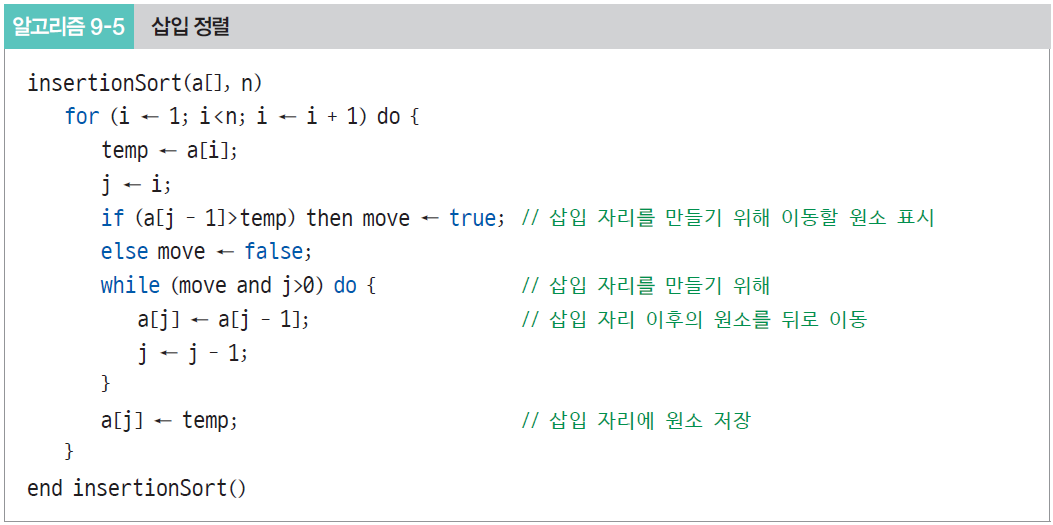 알고리즘 9-5 삽입 정렬
insertionSort(a[], n)
for (i ← 1; i<n; i ← i + 1) do {
temp ← a[i];
j ← i;
if (a[j - 1]>temp) then move ← true; // 삽입 자리를 만들기 위해 이동할 원소 표시
else move ← false;
while (move and j>0) do { // 삽입 자리를 만들기 위해
a[j] ← a[j - 1]; // 삽입 자리 이후의 원소를 뒤로 이동
j ← j - 1;
}
a[j] ← temp; // 삽입 자리에 원소 저장
}
end insertionSort()